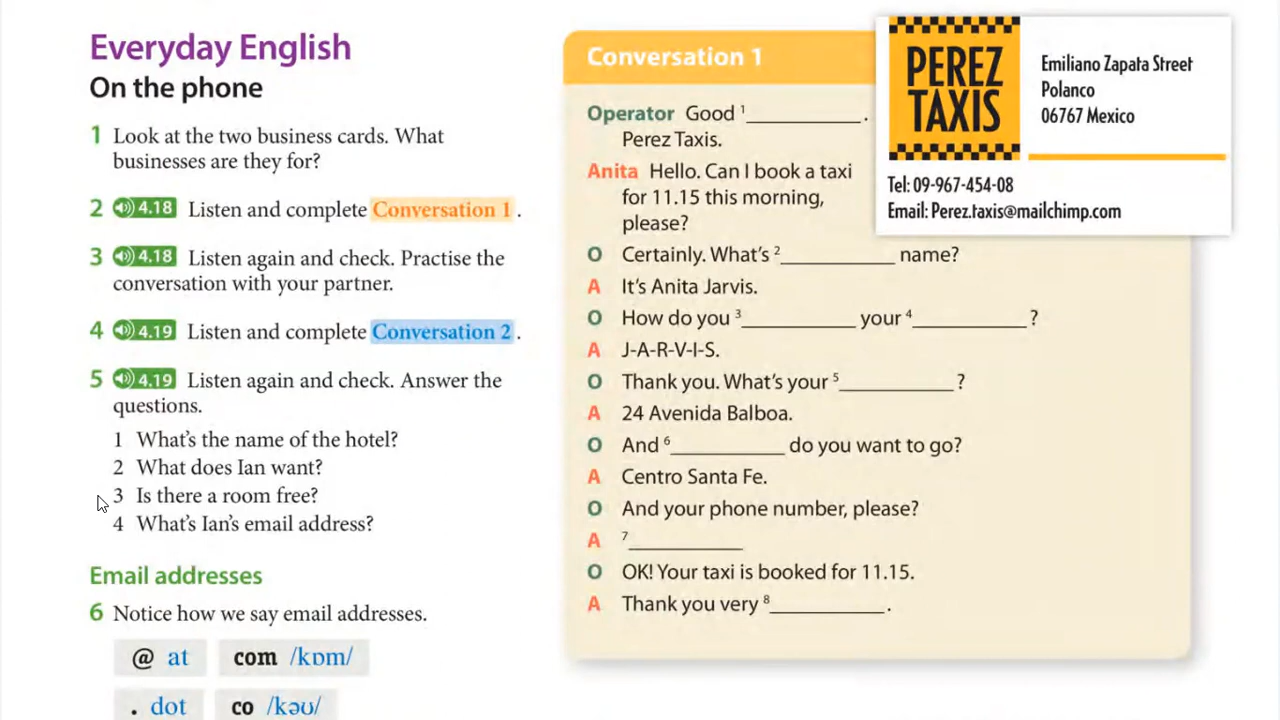 Everyday English
On the phone
1 Look at the two business cards. What
businesses are they for?
2 4.18 Listen and complete Conversation 1 .
3 4.18 Listen again and check. Practise the
conversation with your partner.
4 4.19 Listen and complete Conversation 2 .
5 4.19 Listen again and check. Answer the
questions.
1 What's the name of the hotel?
2 What does Ian want?
3 Is there a room free?
4 What's Ian's email address?
Email addresses
6 Notice how we say email addresses.
@ at com /kɒm/
. dot co /kəʊ/
Conversation 1
Operator Good 1__________ .
Perez Taxis.
Anita Hello. Can I book a taxi
for 11.15 this morning,
please?
O Certainly. What's 2__________ name?
A It's Anita Jarvis.
O How do you 3__________ your 4__________ ?
A J-A-R-V-I-S.
O Thank you. What's your 5__________ ?
A 24 Avenida Balboa.
O And 6__________ do you want to go?
A Centro Santa Fe.
O And your phone number, please?
A 7__________
O OK! Your taxi is booked for 11.15.
A Thank you very 8__________ .
PEREZ
TAXIS
Emiliano Zapata Street
Polanco
06767 Mexico
Tel: 09-967-454-08
Email: Perez.taxis@mailchimp.com